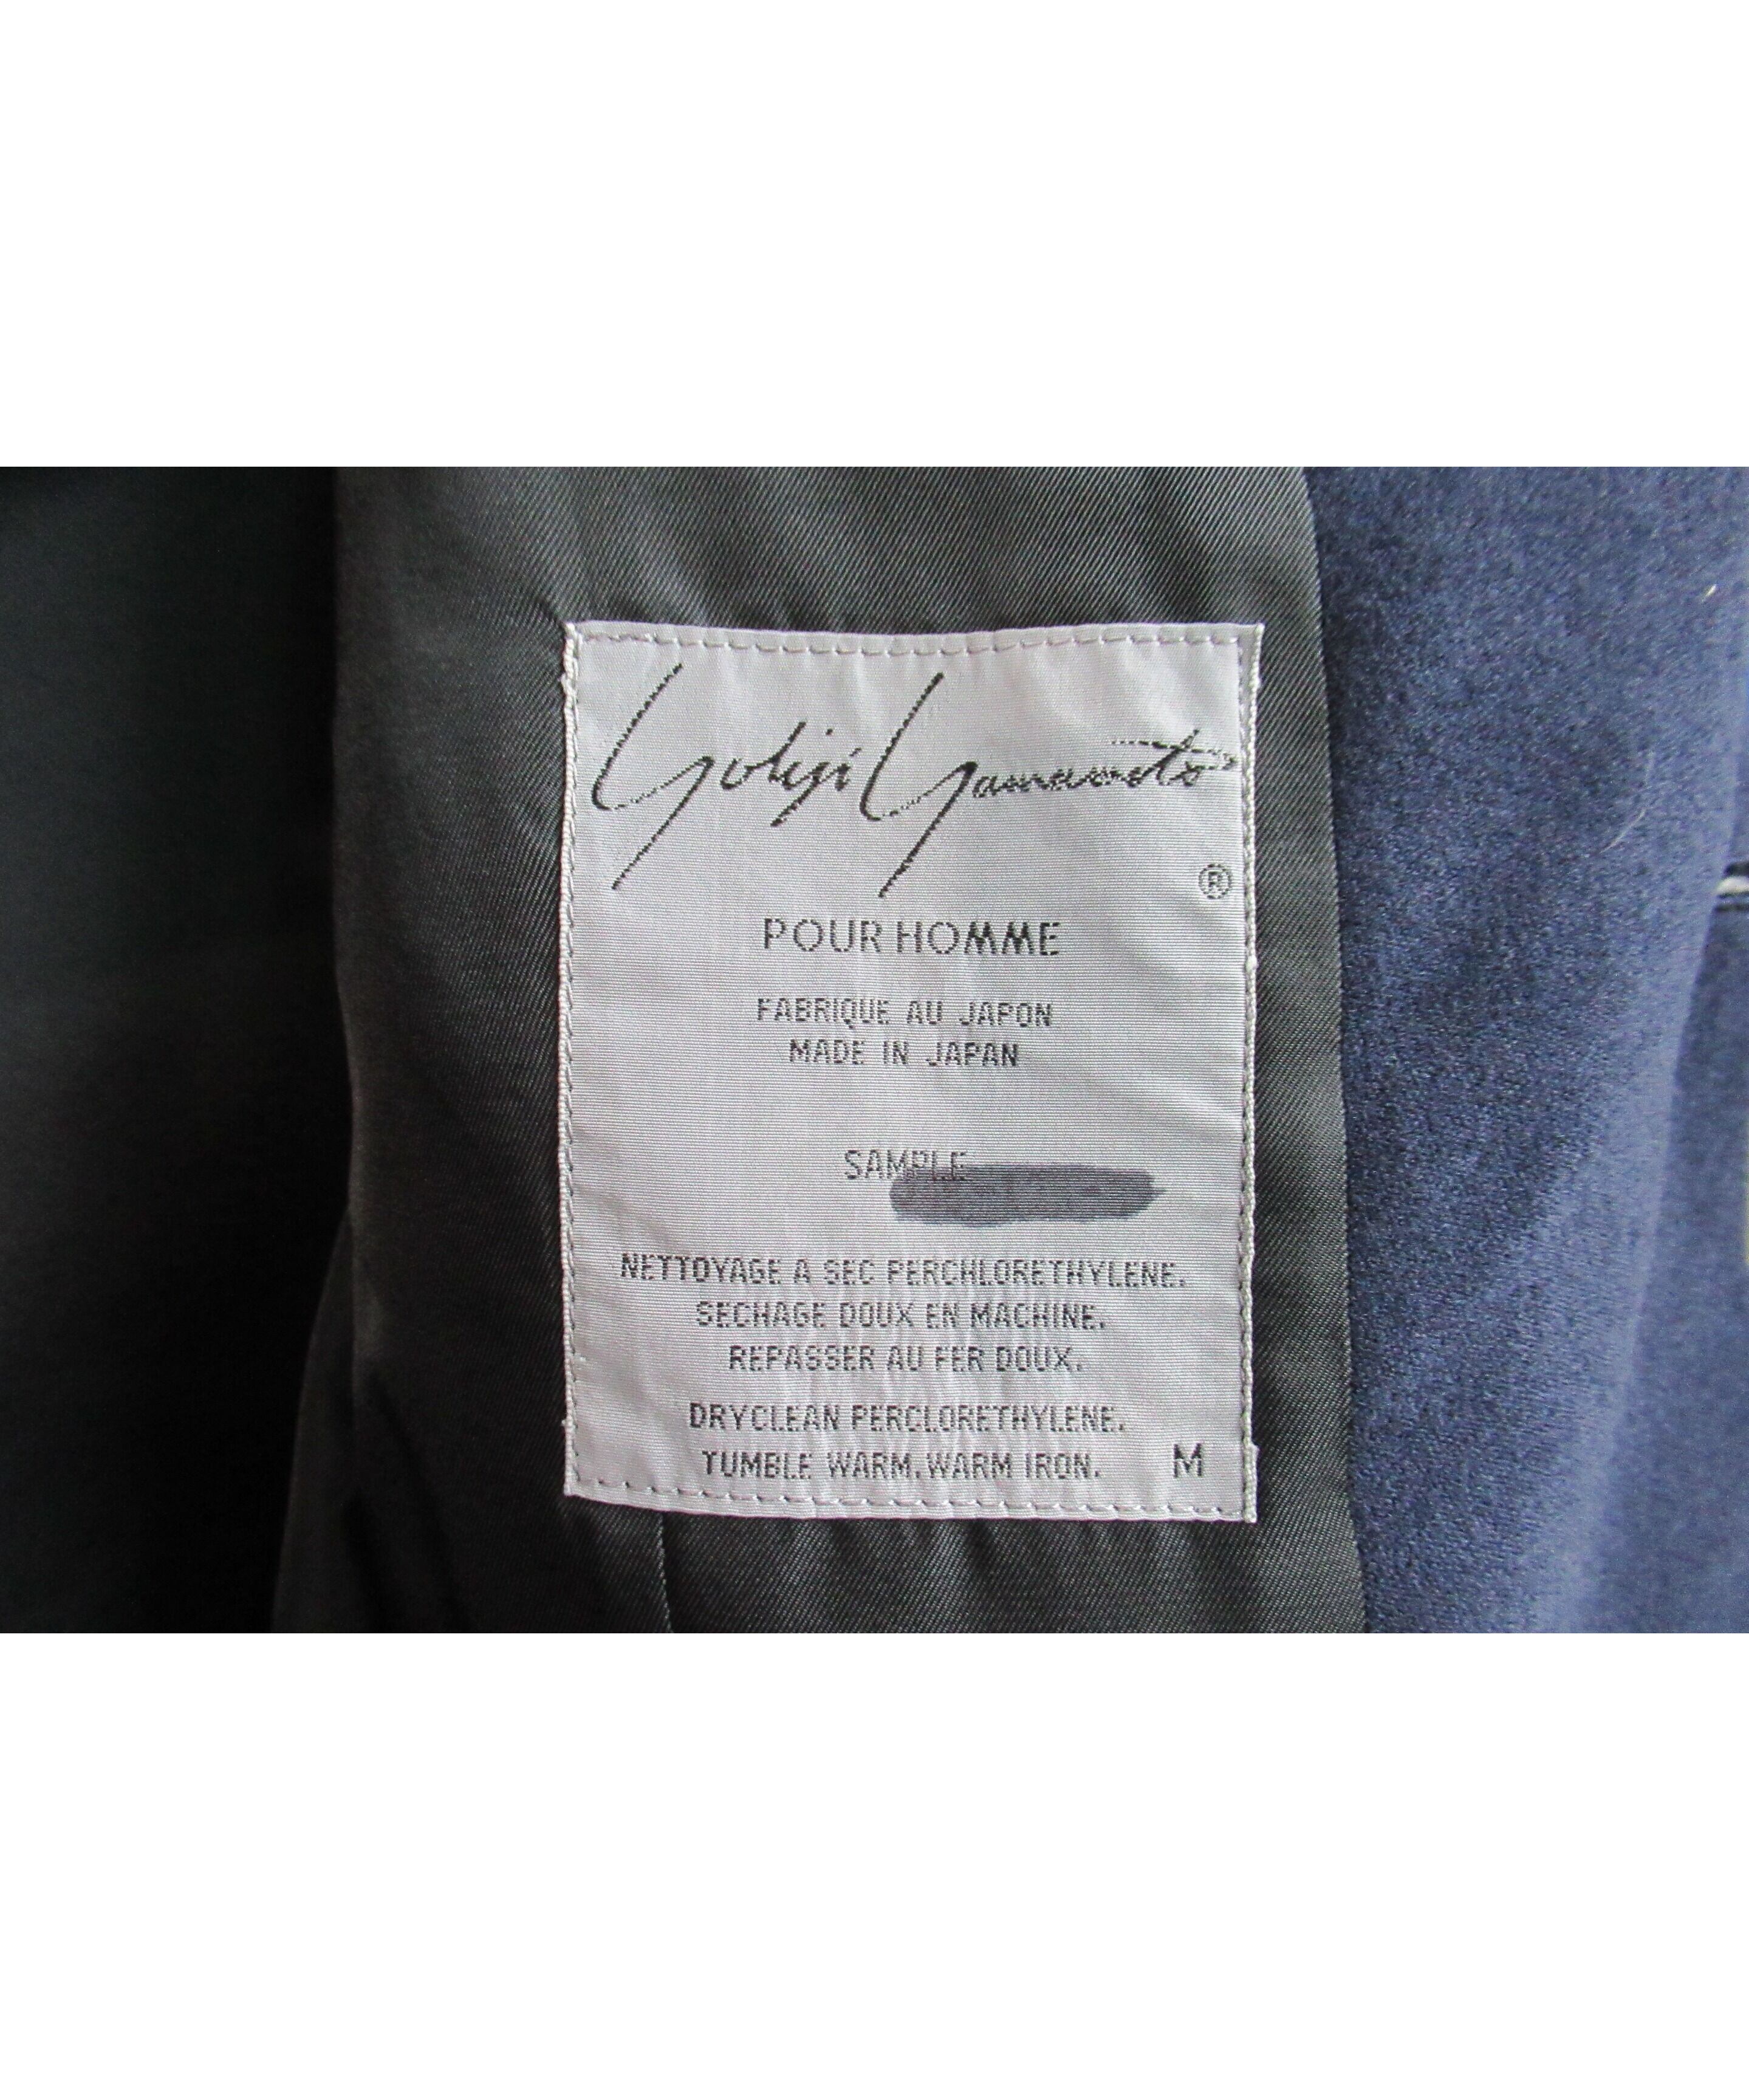 Yohji Yamamoto
®
POUR HOMME
FABRIQUE AU JAPON
MADE IN JAPAN
SAMPLE
NETTOYAGE A SEC PERCHLORETHYLENE.
SECHAGE DOUX EN MACHINE.
REPASSER AU FER DOUX.
DRYCLEAN PERCLORETHYLENE.
TUMBLE WARM. WARM IRON. M